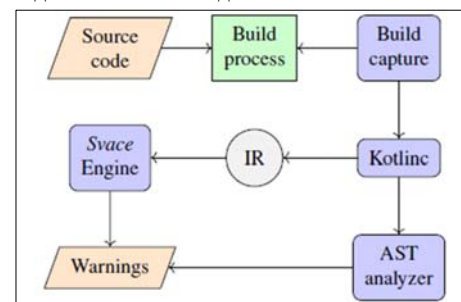 Source
code
Build
process
Build
capture
Svace
Engine
IR
Kotlinc
Warnings
AST
analyzer